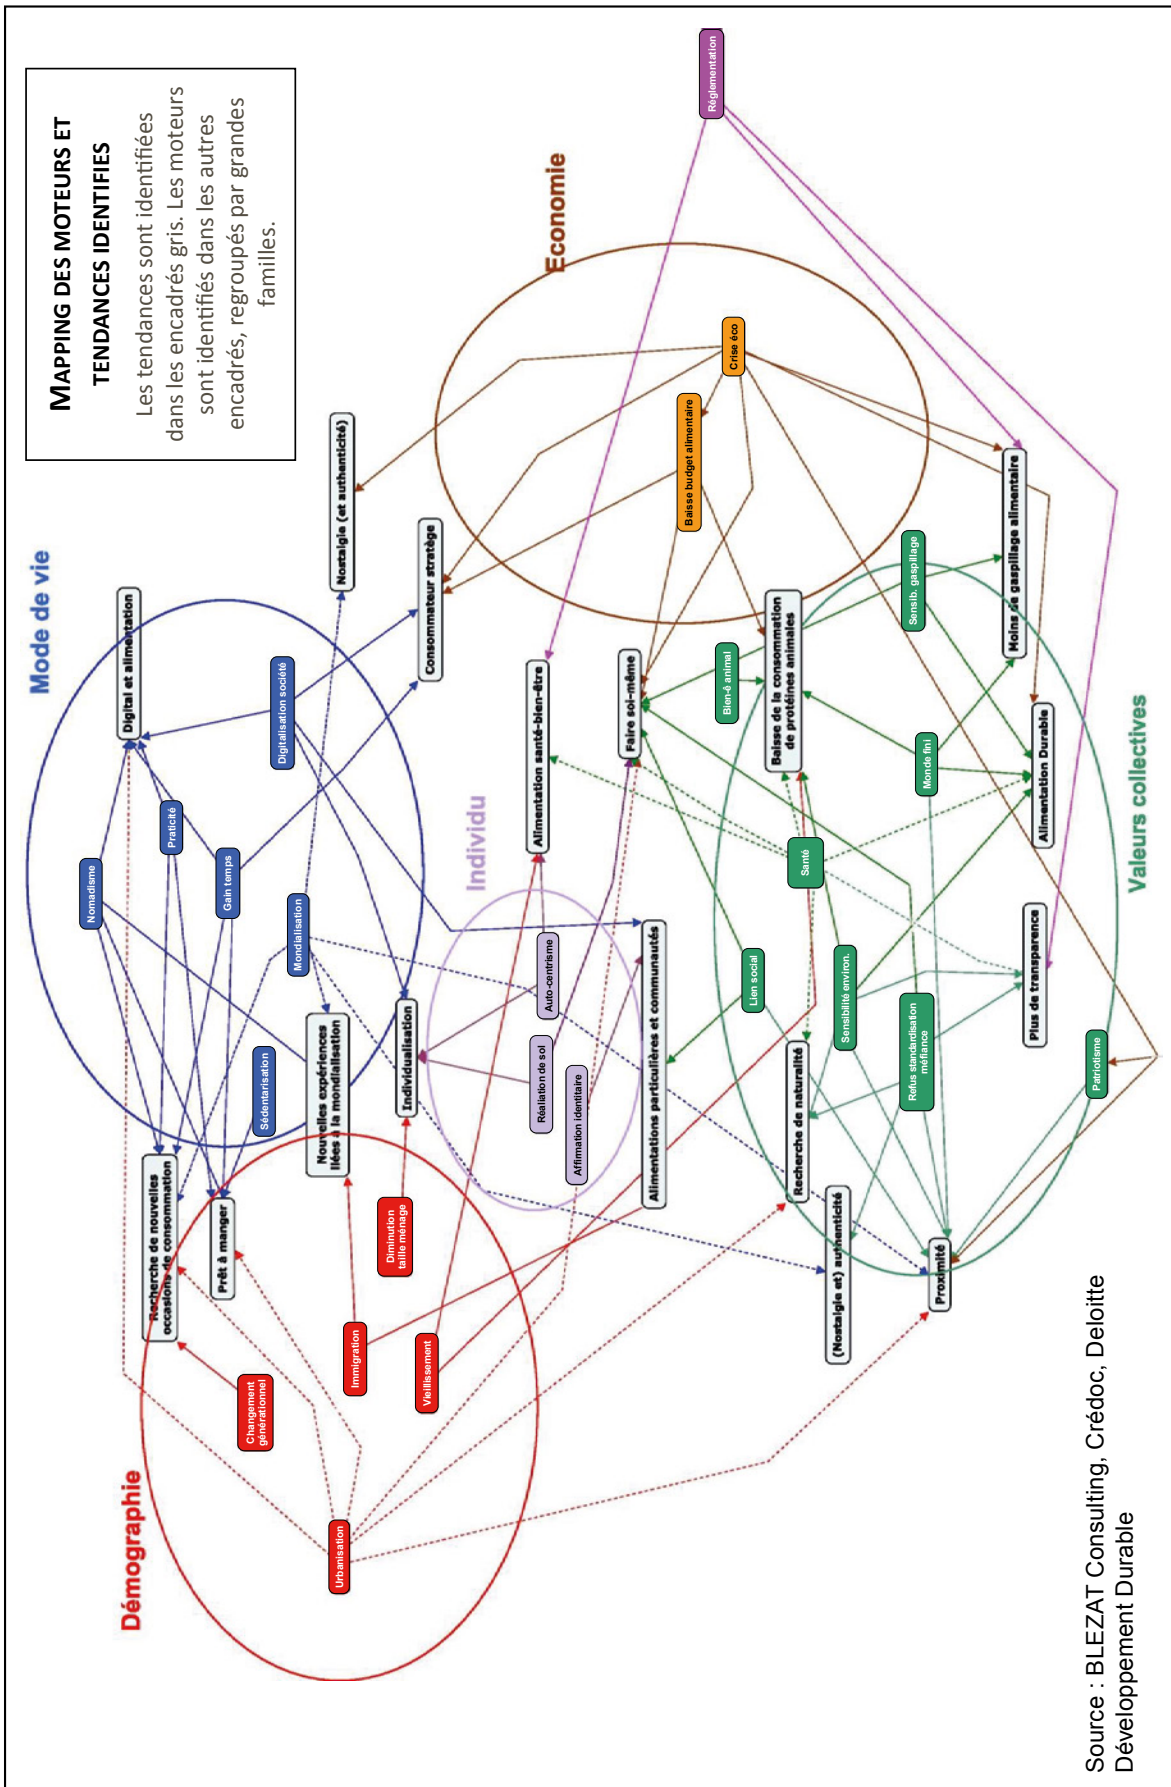 MAPPING DES MOTEURS ET
TENDANCES IDENTIFIES
Les tendances sont identifiées
dans les encadrés gris. Les moteurs
sont identifiés dans les autres
encadrés, regroupés par grandes
familles.
Démographie
Mode de vie
Individu
Economie
Valeurs collectives
Urbanisation
Changement
générationnel
Immigration
Vieillissement
Diminution
taille ménage
Recherche de nouvelles
occasions de consommation
Prêt à manger
Sédentarisation
Nouvelles expériences
liées à la mondialisation
Individualisation
Nomadisme
Praticité
Gain temps
Mondialisation
Digitalisation société
Digital et alimentation
Nostalgie (et authenticité)
Consommateur stratège
Auto-centrisme
Réaliation de sol
Affirmation identitaire
Alimentation santé-bien-être
Faire soi-même
Alimentations particulières et communautés
Baisse budget alimentaire
Crise éco
Réglementation
Bien-ê animal
Baisse de la consommation
de protéines animales
Lien social
Santé
Recherche de naturalité
(Nostalgie et) authenticité
Sensibilité environ.
Refus standardisation
méfiance
Monde fini
Sensib. gaspillage
Proximité
Moins de gaspillage alimentaire
Alimentation Durable
Plus de transparence
Patriotisme
Source : BLEZAT Consulting, Crédoc, Deloitte
Développement Durable